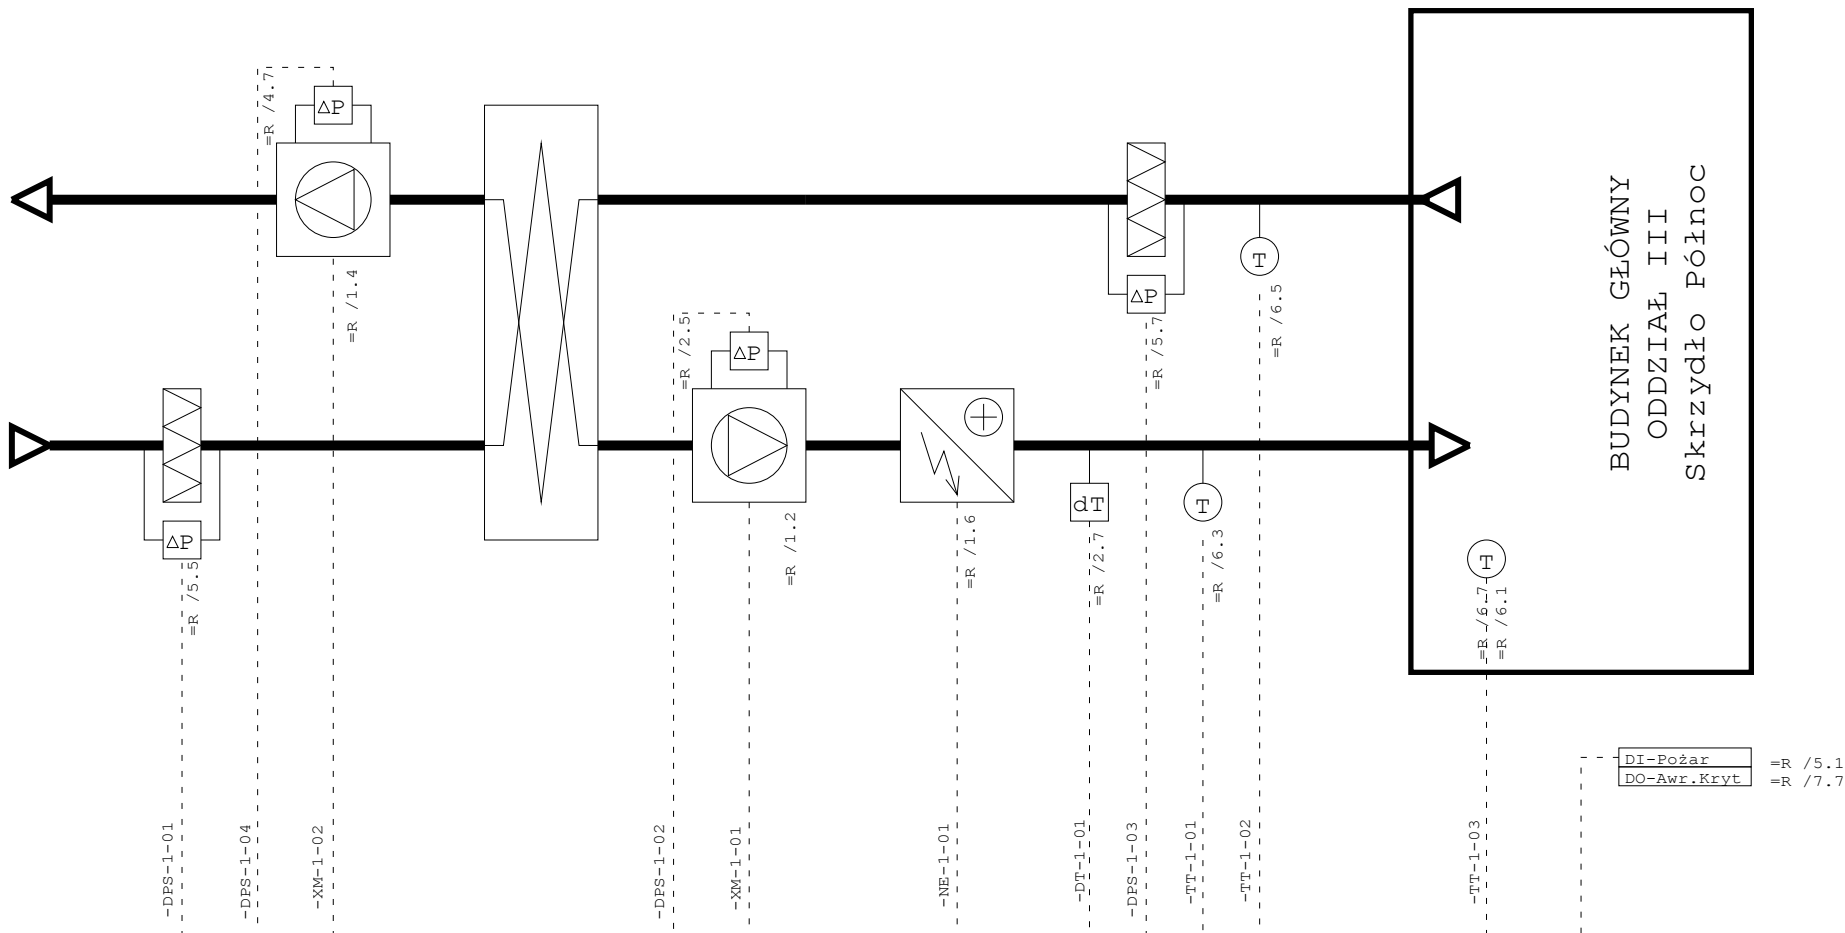 =R /4.7
ΔP
=R /1.4
ΔP
=R /5.5
=R /2.5
ΔP
=R /1.2
=R /1.6
dT
=R /2.7
ΔP
=R /5.7
T
=R /6.3
T
=R /6.5
BUDYNEK GŁÓWNY
ODDZIAŁ III
Skrzydło Północ
T
=R /6.7
=R /6.1
DI-Pożar =R /5.1
DO-Awr.Kryt =R /7.7
-DPS-1-01
-DPS-1-04
-XM-1-02
-DPS-1-02
-XM-1-01
-NE-1-01
-DT-1-01
-DPS-1-03
-TT-1-01
-TT-1-02
-TT-1-03